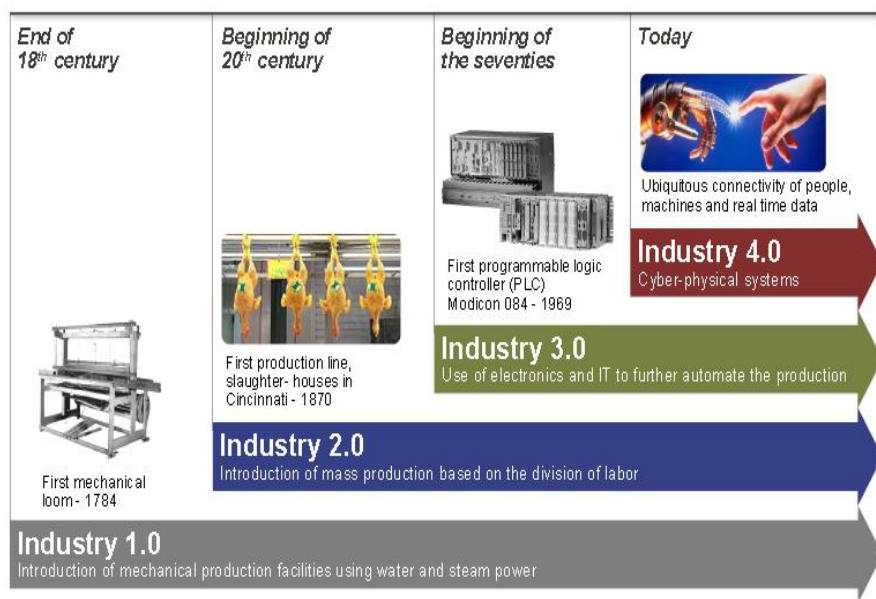 End of
18th century
Beginning of
20th century
Beginning of
the seventies
Today
Ubiquitous connectivity of people,
machines and real time data
Industry 4.0
Cyber-physical systems
First programmable logic
controller (PLC)
Modicon 084 - 1969
Industry 3.0
Use of electronics and IT to further automate the production
First production line,
slaughter- houses in
Cincinnati - 1870
Industry 2.0
Introduction of mass production based on the division of labor
First mechanical
loom - 1784
Industry 1.0
Introduction of mechanical production facilities using water and steam power